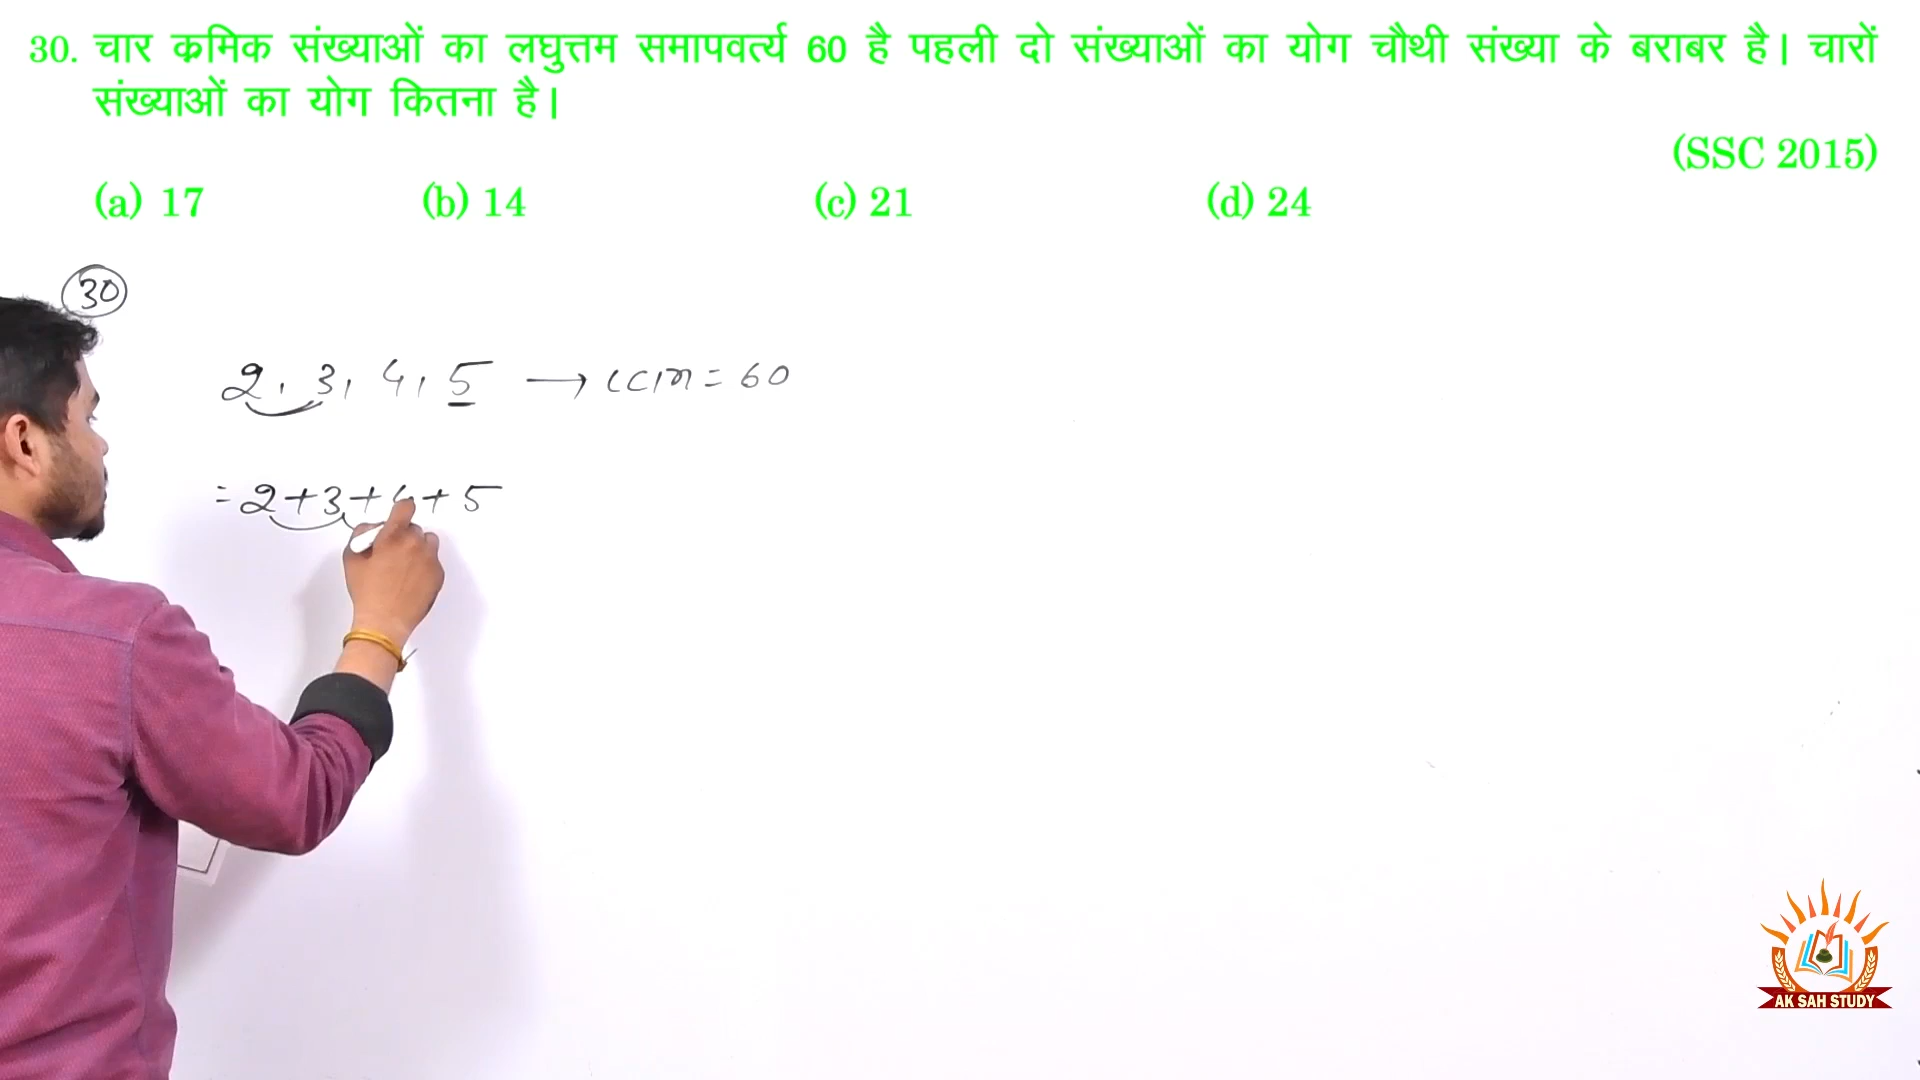 30. चार क्रमिक संख्याओं का लघुत्तम समापवर्त्य 60 है पहली दो संख्याओं का योग चौथी संख्या के बराबर है। चारों
संख्याओं का योग कितना है।
(SSC 2015)
(a) 17 (b) 14 (c) 21 (d) 24
30
2, 3, 4, 5 → LCM = 60
= 2+3+4+5
AK SAH STUDY